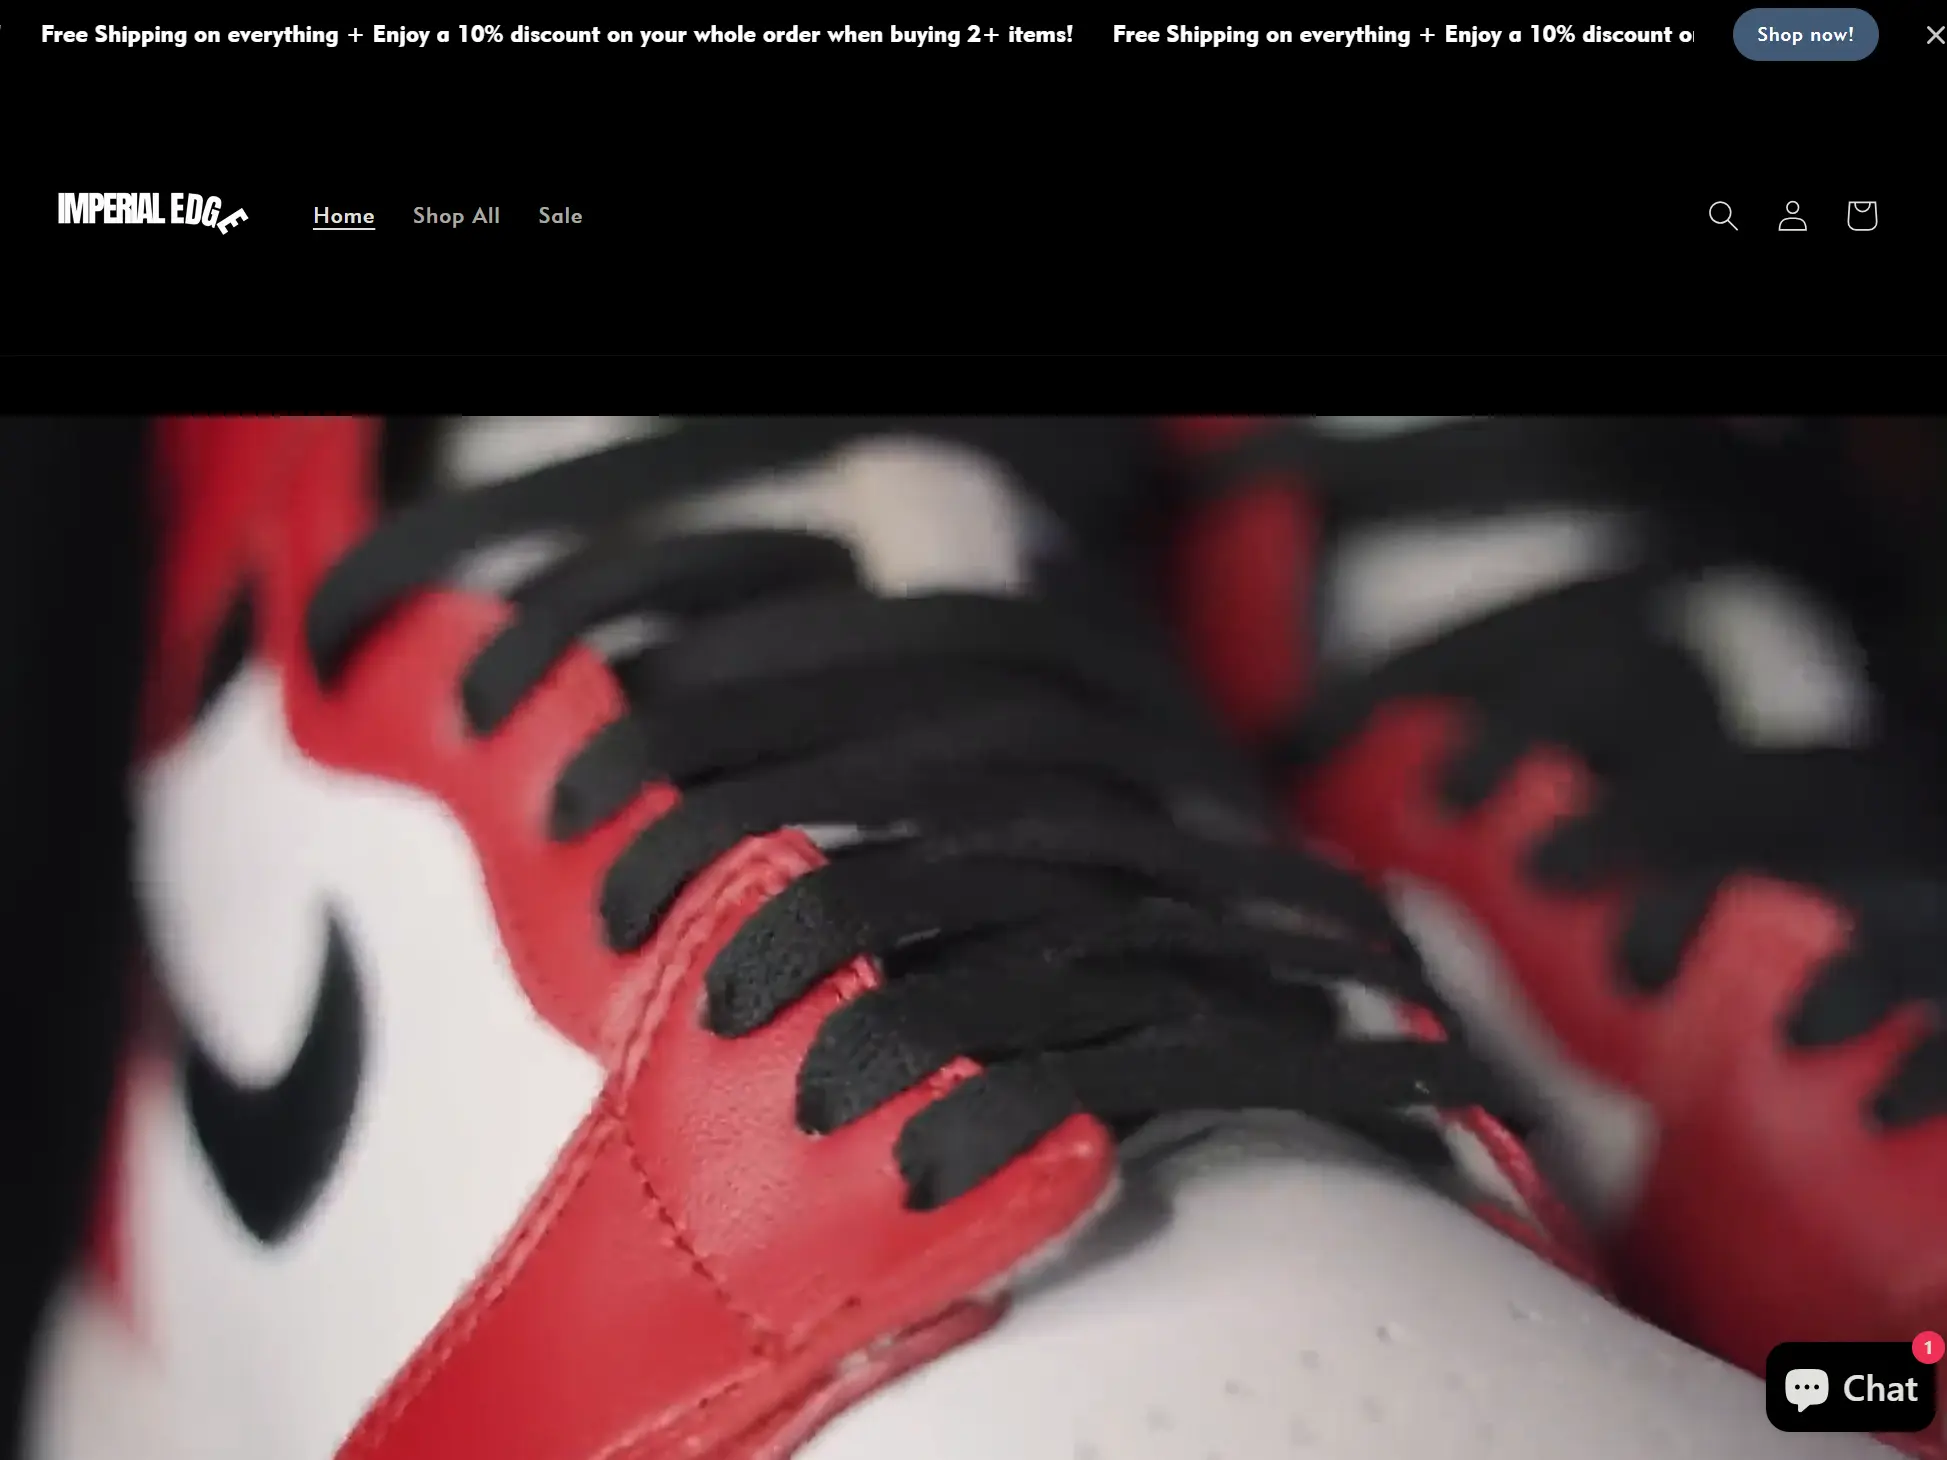 Free Shipping on everything + Enjoy a 10% discount on your whole order when buying 2+ items! Free Shipping on everything + Enjoy a 10% discount Shop now!
IMPERIAL EDGE Home Shop All Sale
1
Chat